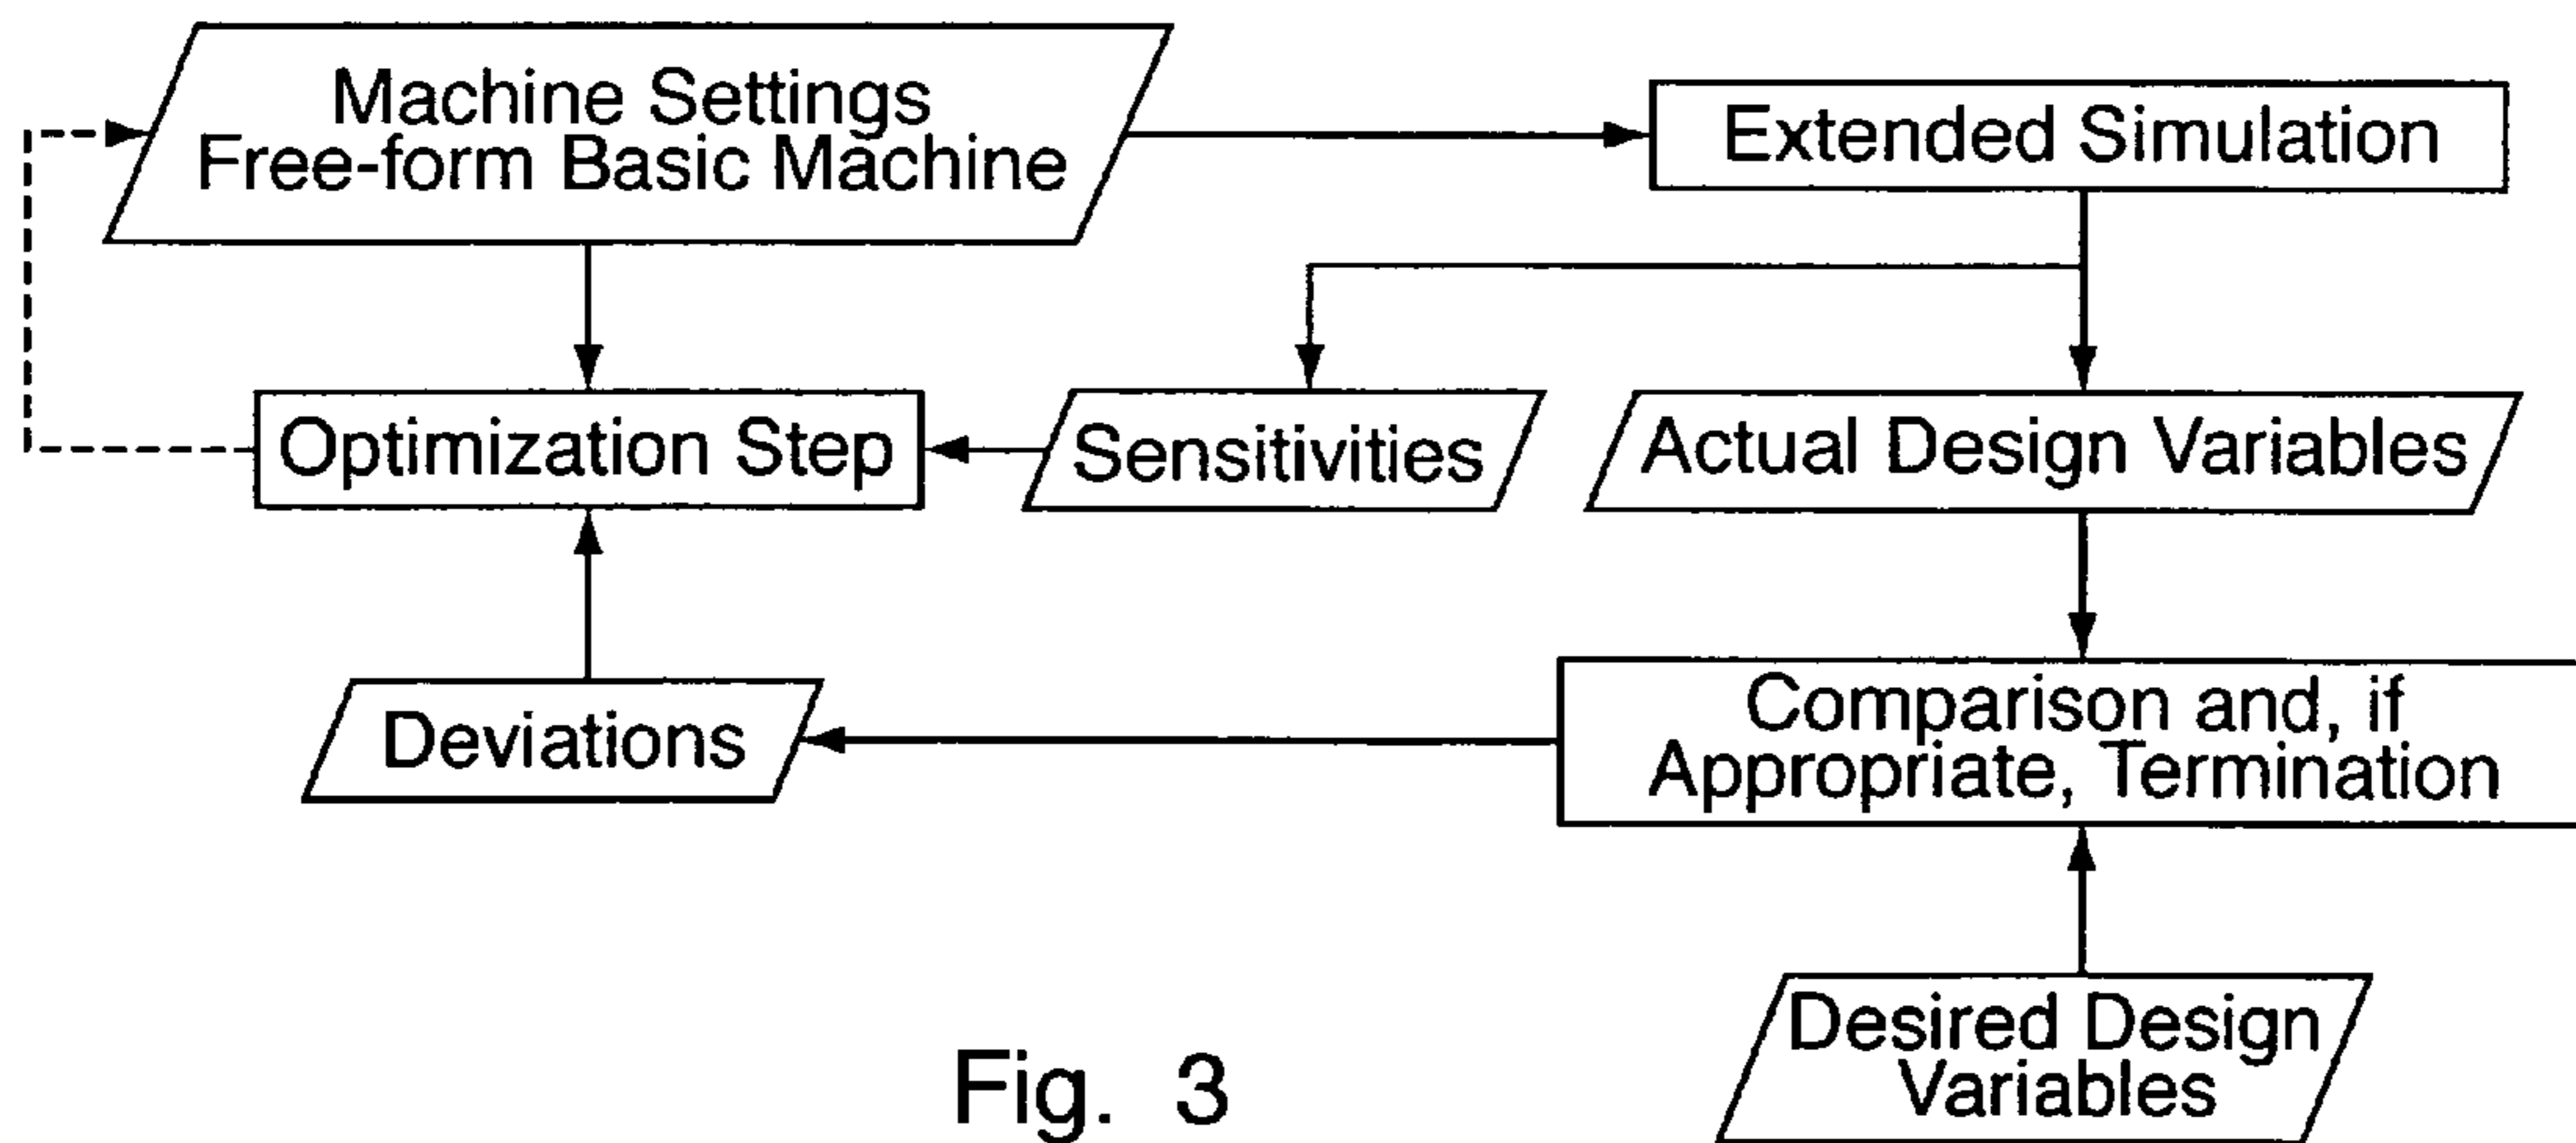 Machine Settings
Free-form Basic Machine
Extended Simulation
Optimization Step
Sensitivities
Actual Design Variables
Deviations
Comparison and, if
Appropriate, Termination
Desired Design
Variables
Fig. 3